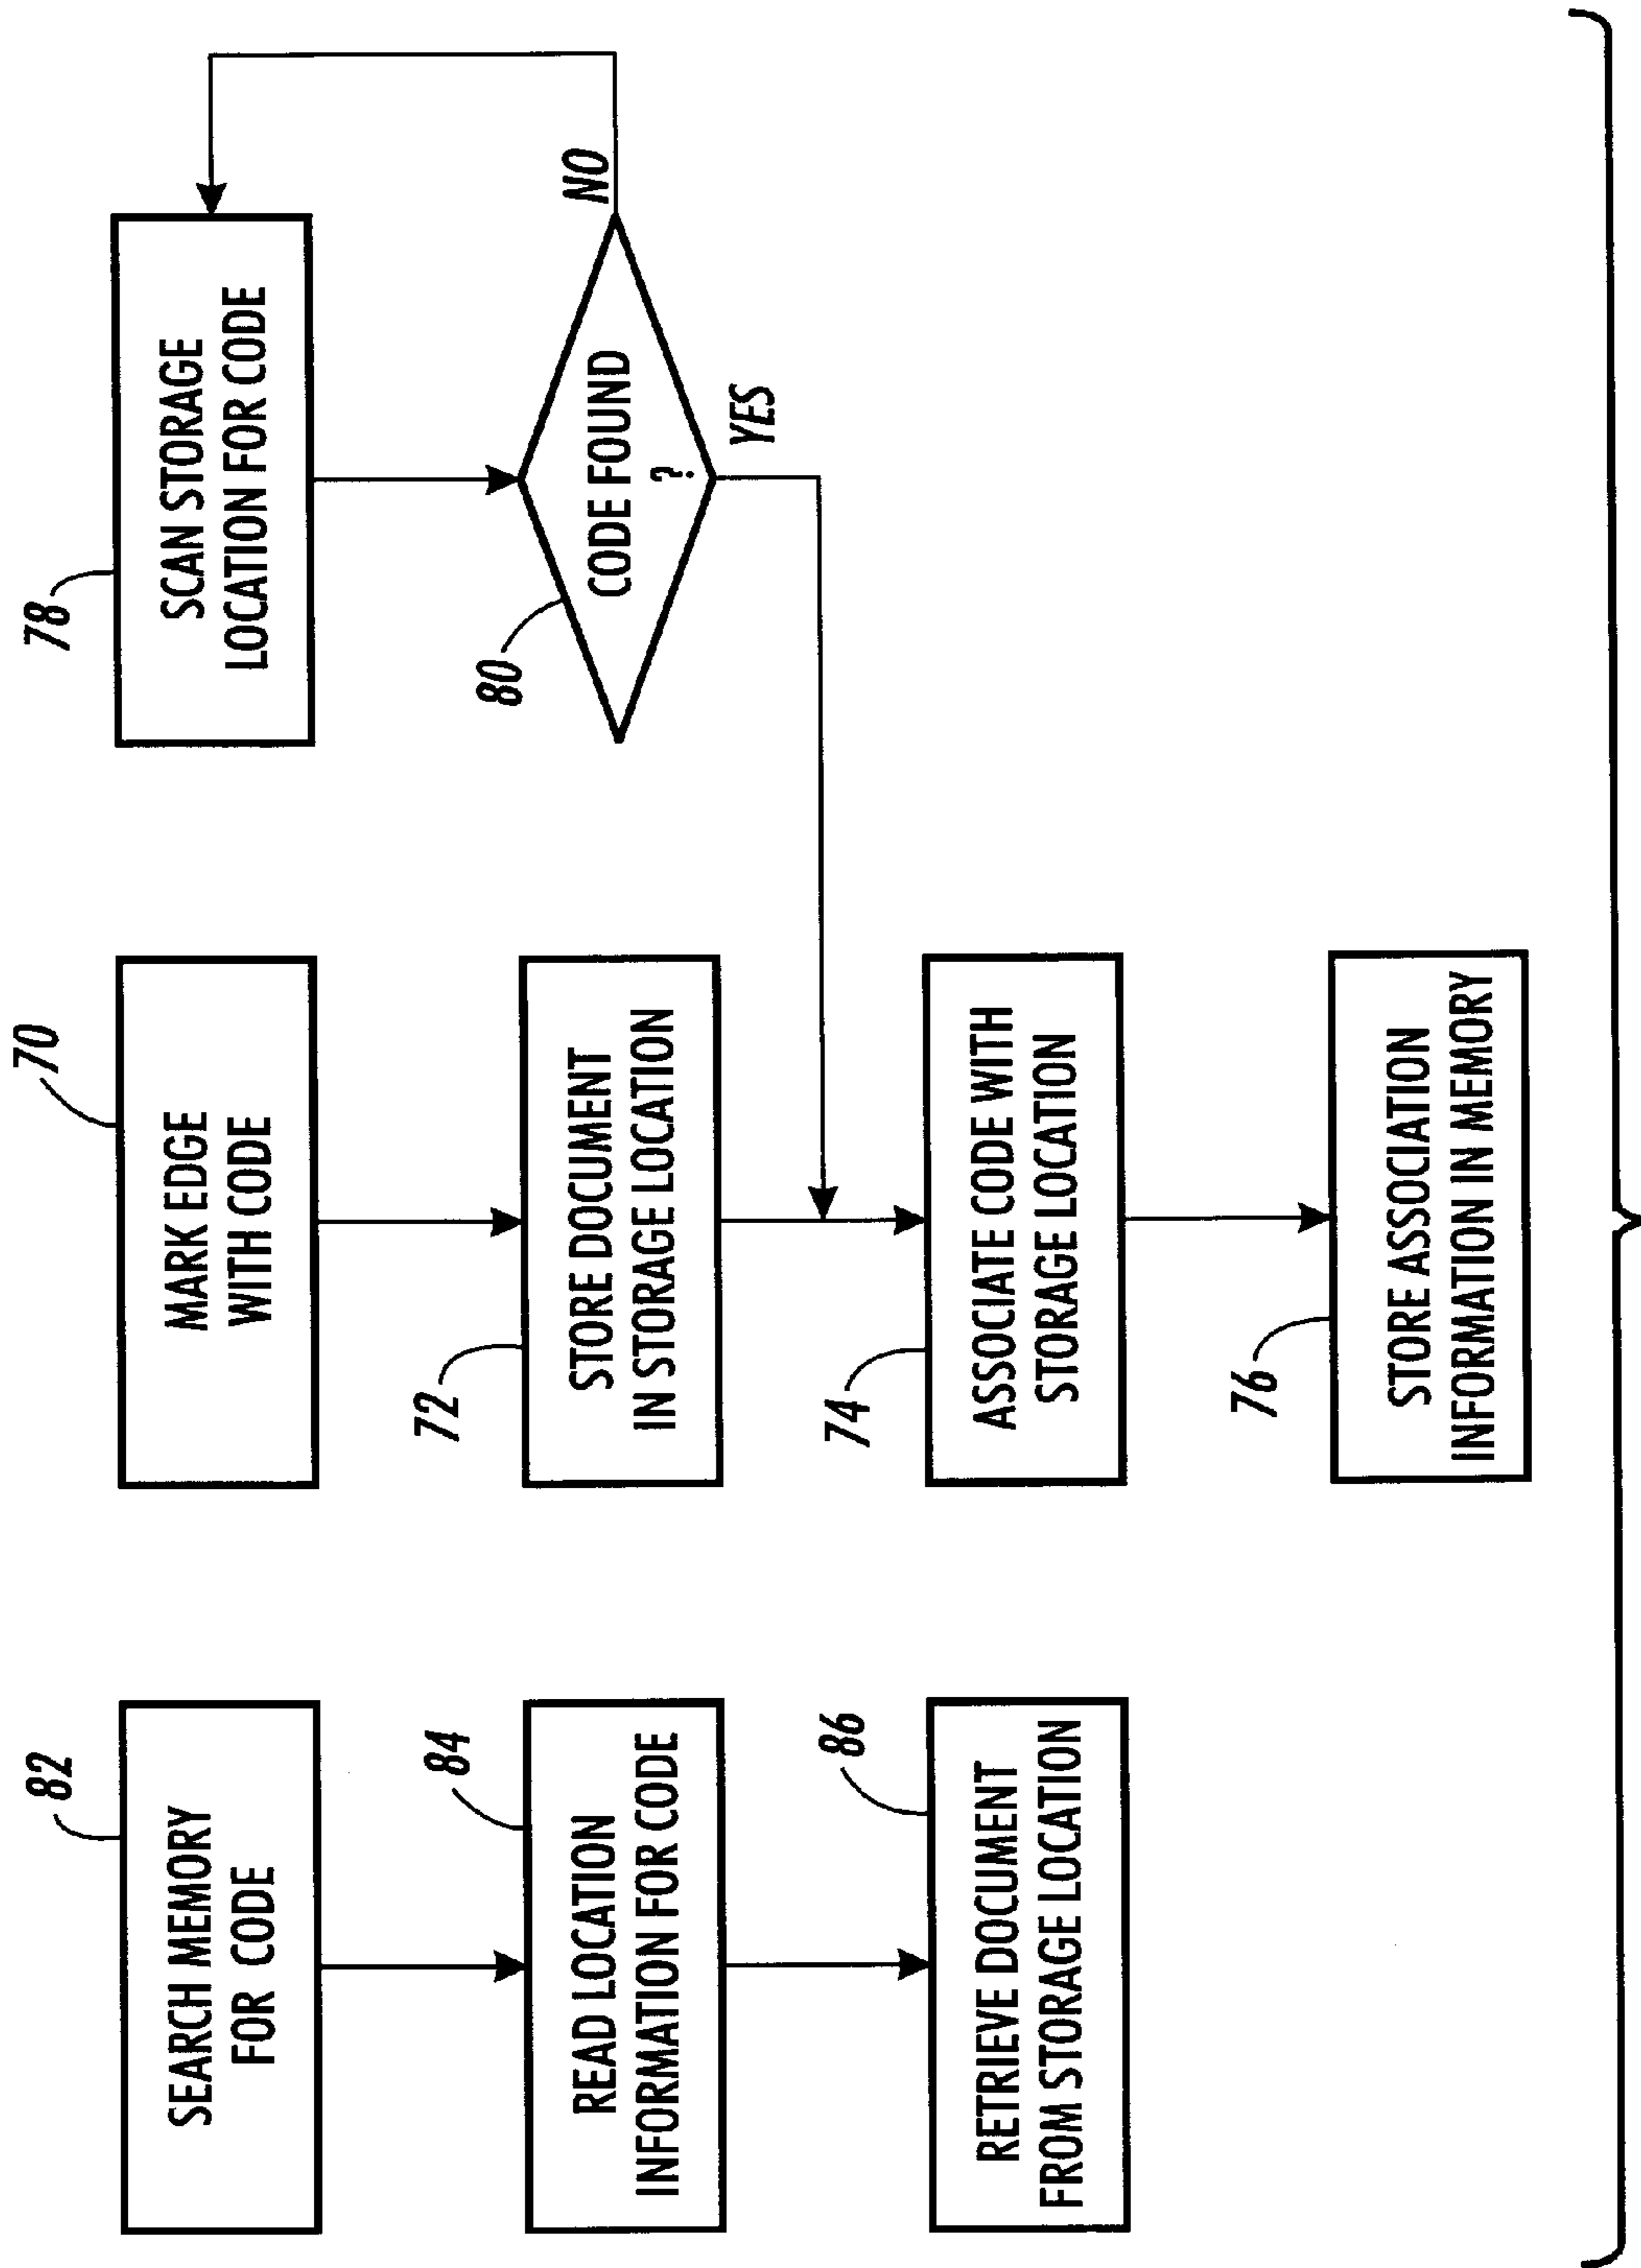 82
SEARCH MEMORY
FOR CODE
84
READ LOCATION
INFORMATION FOR CODE
86
RETRIEVE DOCUMENT
FROM STORAGE LOCATION
70
MARK EDGE
WITH CODE
72
STORE DOCUMENT
IN STORAGE LOCATION
74
ASSOCIATE CODE WITH
STORAGE LOCATION
76
STORE ASSOCIATION
INFORMATION IN MEMORY
78
SCAN STORAGE
LOCATION FOR CODE
80
CODE FOUND
?
NO
YES